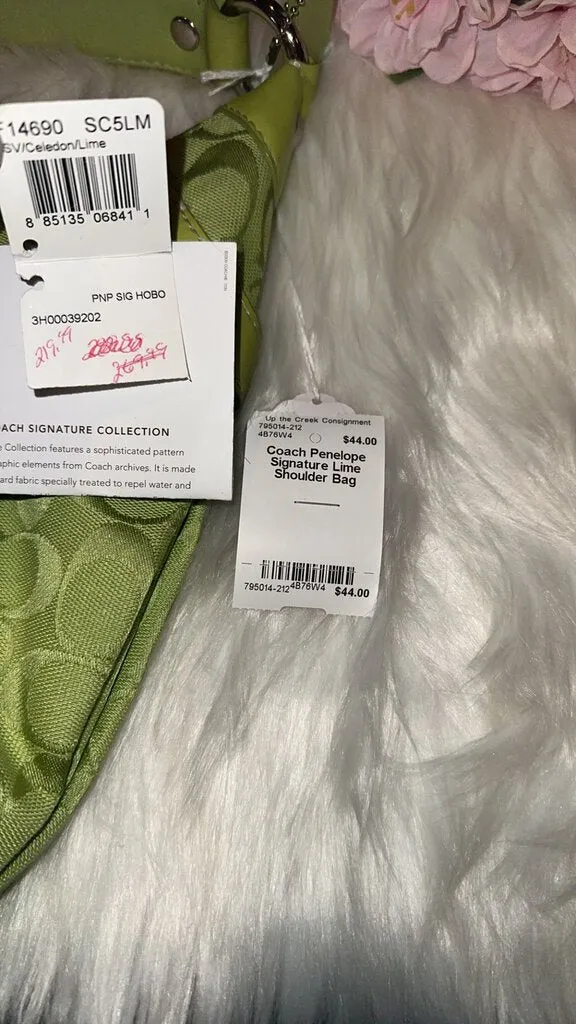 F14690 SC5LM
SV/Celedon/Lime
8 85135 06841 1
PNP SIG HOBO
3H00039202
219.99
269.99
ACH SIGNATURE COLLECTION
e Collection features a sophisticated pattern
aphic elements from Coach archives. It is made
ard fabric specially treated to repel water and
Up the Creek Consignment
795014-212
4B76W4 $44.00
Coach Penelope
Signature Lime
Shoulder Bag
795014-212 4B76W4 $44.00